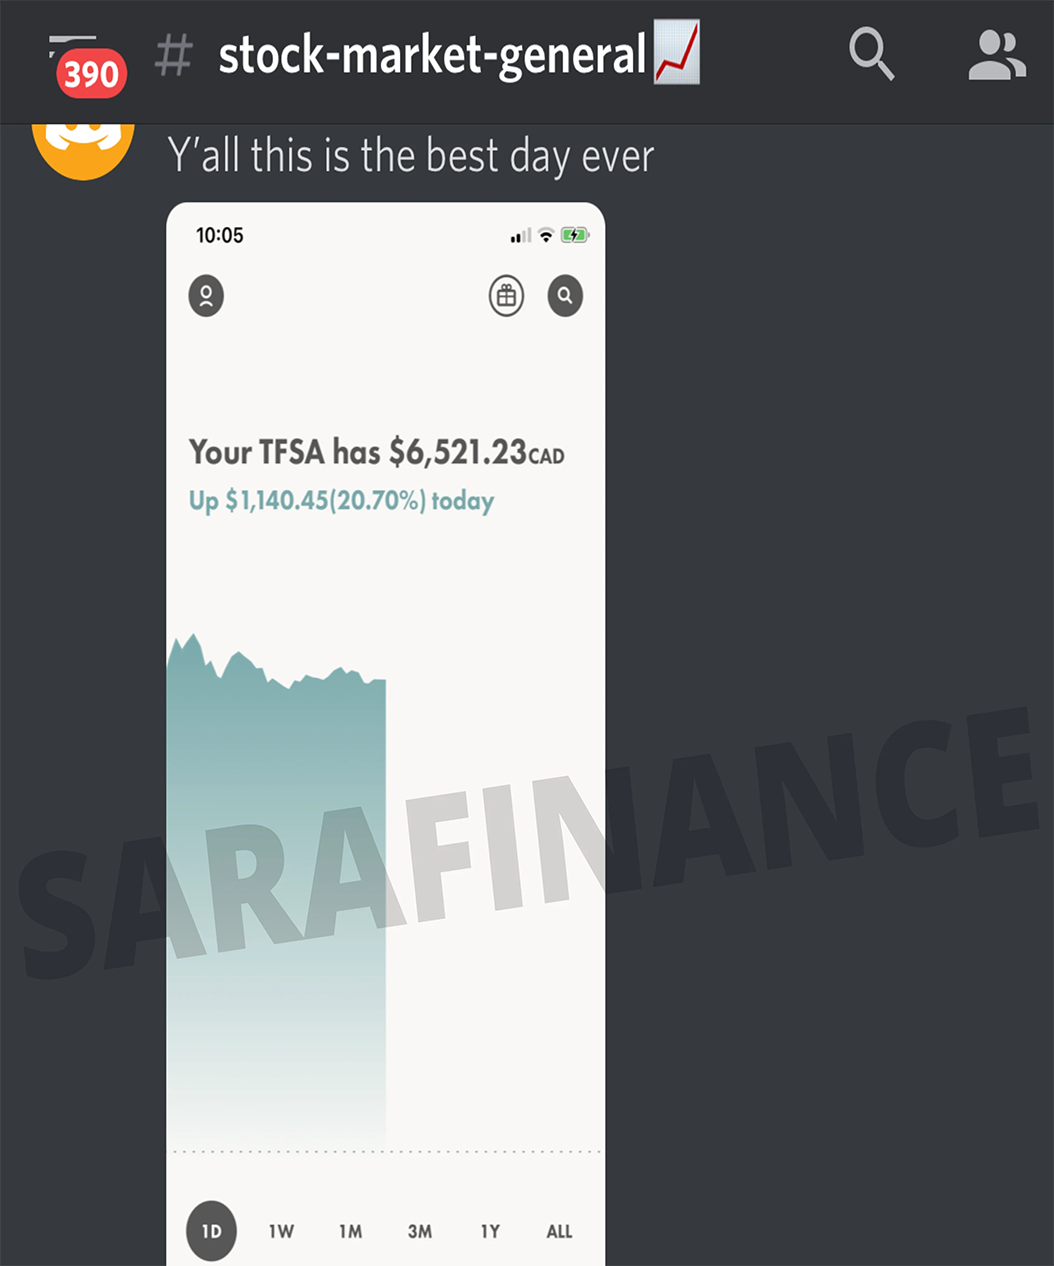 390
# stock-market-general
Y'all this is the best day ever
10:05
Your TFSA has $6,521.23CAD
Up $1,140.45(20.70%) today
SARAFINANCE
1D 1W 1M 3M 1Y ALL